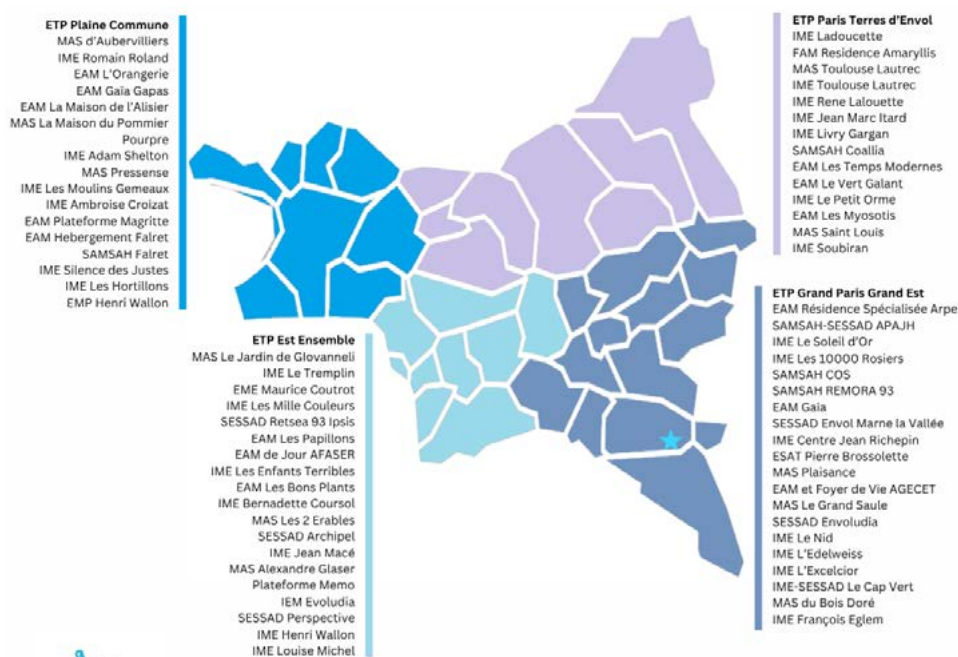 ETP Plaine Commune
MAS d'Aubervilliers
IME Romain Roland
EAM L'Orangerie
EAM Gaïa Gapas
EAM La Maison de l'Alisier
MAS La Maison du Pommier
Pourpre
IME Adam Shelton
MAS Pressense
IME Les Moulins Gemeaux
IME Ambroise Croizat
EAM Plateforme Magritte
EAM Hebergement Falret
SAMSAH Falret
IME Silence des Justes
IME Les Hortillons
EMP Henri Wallon
ETP Est Ensemble
MAS Le Jardin de GIovanneli
IME Le Tremplin
EME Maurice Coutrot
IME Les Mille Couleurs
SESSAD Retsea 93 Ipsis
EAM Les Papillons
EAM de Jour AFASER
IME Les Enfants Terribles
EAM Les Bons Plants
IME Bernadette Coursol
MAS Les 2 Erables
SESSAD Archipel
IME Jean Macé
MAS Alexandre Glaser
Plateforme Memo
IEM Evoludia
SESSAD Perspective
IME Henri Wallon
IME Louise Michel
ETP Paris Terres d'Envol
IME Ladoucette
FAM Residence Amaryllis
MAS Toulouse Lautrec
IME Toulouse Lautrec
IME Rene Lalouette
IME Jean Marc Itard
IME Livry Gargan
SAMSAH Coallia
EAM Les Temps Modernes
EAM Le Vert Galant
IME Le Petit Orme
EAM Les Myosotis
MAS Saint Louis
IME Soubiran
ETP Grand Paris Grand Est
EAM Résidence Spécialisée Arpe
SAMSAH-SESSAD APAJH
IME Le Soleil d'Or
IME Les 10000 Rosiers
SAMSAH COS
SAMSAH REMORA 93
EAM Gaia
SESSAD Envol Marne la Vallée
IME Centre Jean Richepin
ESAT Pierre Brossolette
MAS Plaisance
EAM et Foyer de Vie AGECET
MAS Le Grand Saule
SESSAD Envoludia
IME Le Nid
IME L'Edelweiss
IME L'Excelcior
IME-SESSAD Le Cap Vert
MAS du Bois Doré
IME François Eglem